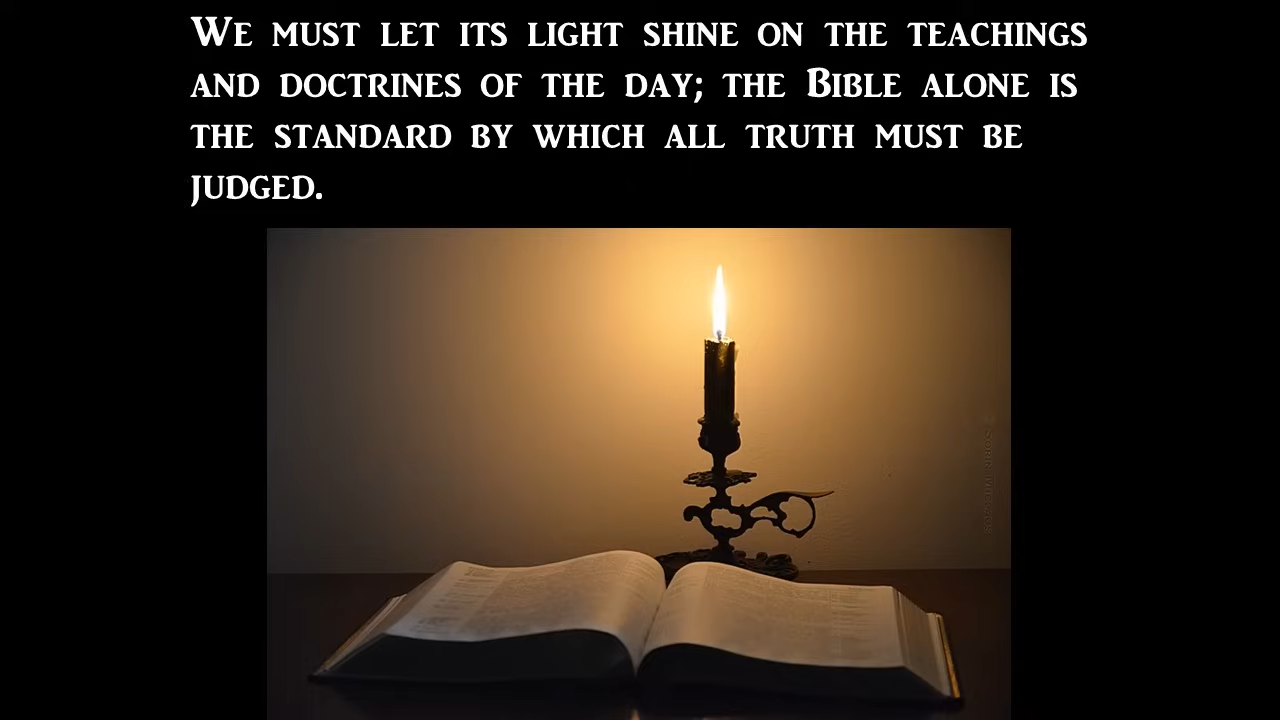 We must let its light shine on the teachings
and doctrines of the day; the Bible alone is
the standard by which all truth must be
judged.